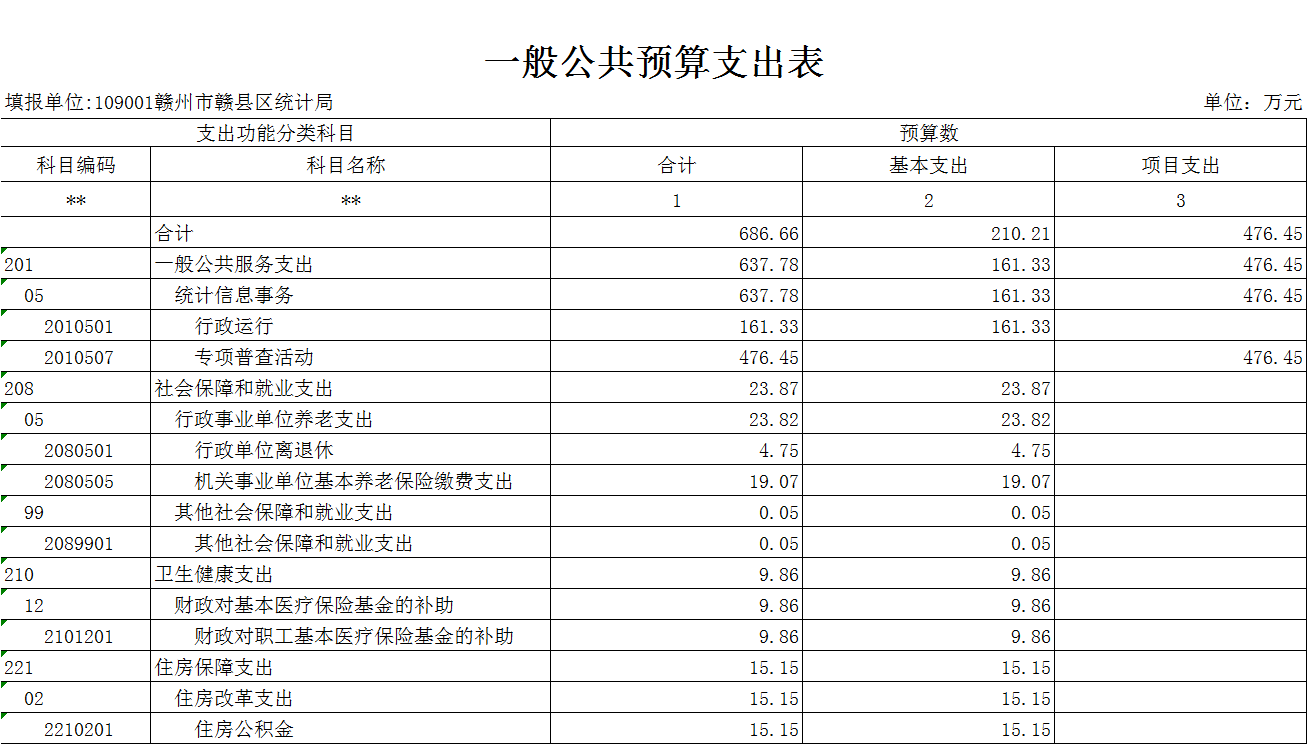 一般公共预算支出表
填报单位:109001赣州市赣县区统计局 单位：万元
支出功能分类科目 预算数
科目编码 科目名称 合计 基本支出 项目支出
** ** 1 2 3
合计 686.66 210.21 476.45
201 一般公共服务支出 637.78 161.33 476.45
05 统计信息事务 637.78 161.33 476.45
2010501 行政运行 161.33 161.33
2010507 专项普查活动 476.45 476.45
208 社会保障和就业支出 23.87 23.87
05 行政事业单位养老支出 23.82 23.82
2080501 行政单位离退休 4.75 4.75
2080505 机关事业单位基本养老保险缴费支出 19.07 19.07
99 其他社会保障和就业支出 0.05 0.05
2089901 其他社会保障和就业支出 0.05 0.05
210 卫生健康支出 9.86 9.86
12 财政对基本医疗保险基金的补助 9.86 9.86
2101201 财政对职工基本医疗保险基金的补助 9.86 9.86
221 住房保障支出 15.15 15.15
02 住房改革支出 15.15 15.15
2210201 住房公积金 15.15 15.15